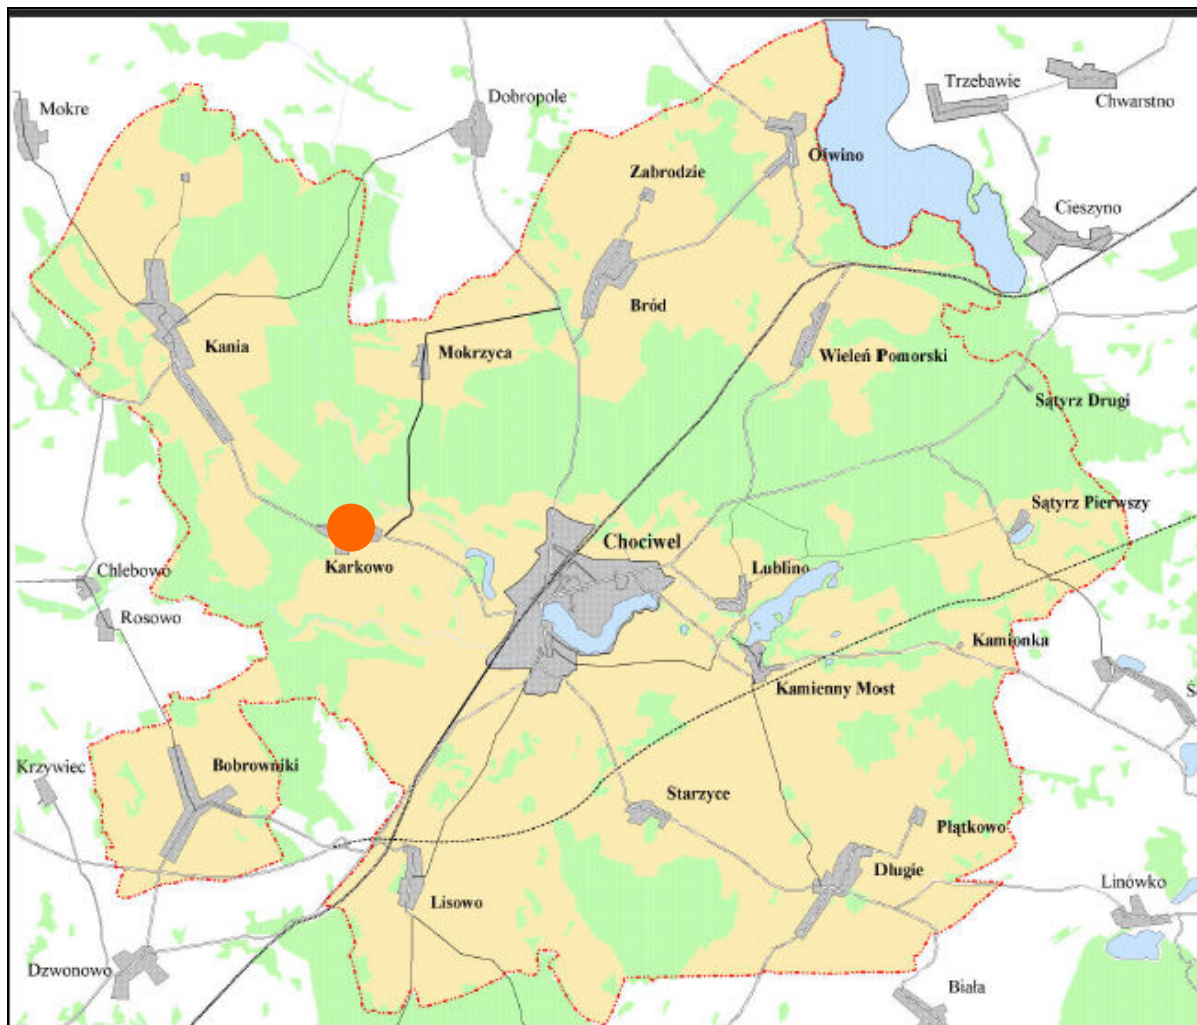 Trzebawie
Chwarstno
Mokre
Dobropole
Oświno
Zabrodzie
Cieszyno
Bród
Kania
Mokrzyca
Wieleń Pomorski
Sątyrz Drugi
Sątyrz Pierwszy
Chociwel
Karkowo
Lublino
Chlebowo
Rosowo
Kamionka
Kamienny Most
Krzywiec
Bobrowniki
Starzyce
Płątkowo
Długie
Linówko
Lisowo
Dzwonowo
Biała